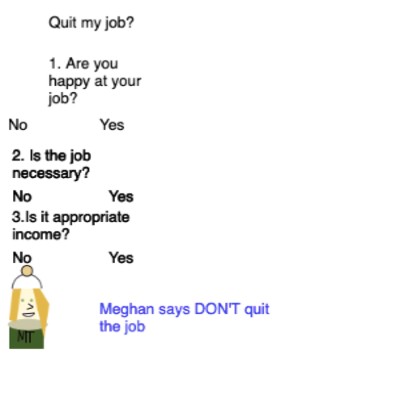 Quit my job?
1. Are you
happy at your
job?
No Yes
2. Is the job
necessary?
No Yes
3.Is it appropriate
income?
No Yes
MT
Meghan says DON'T quit
the job